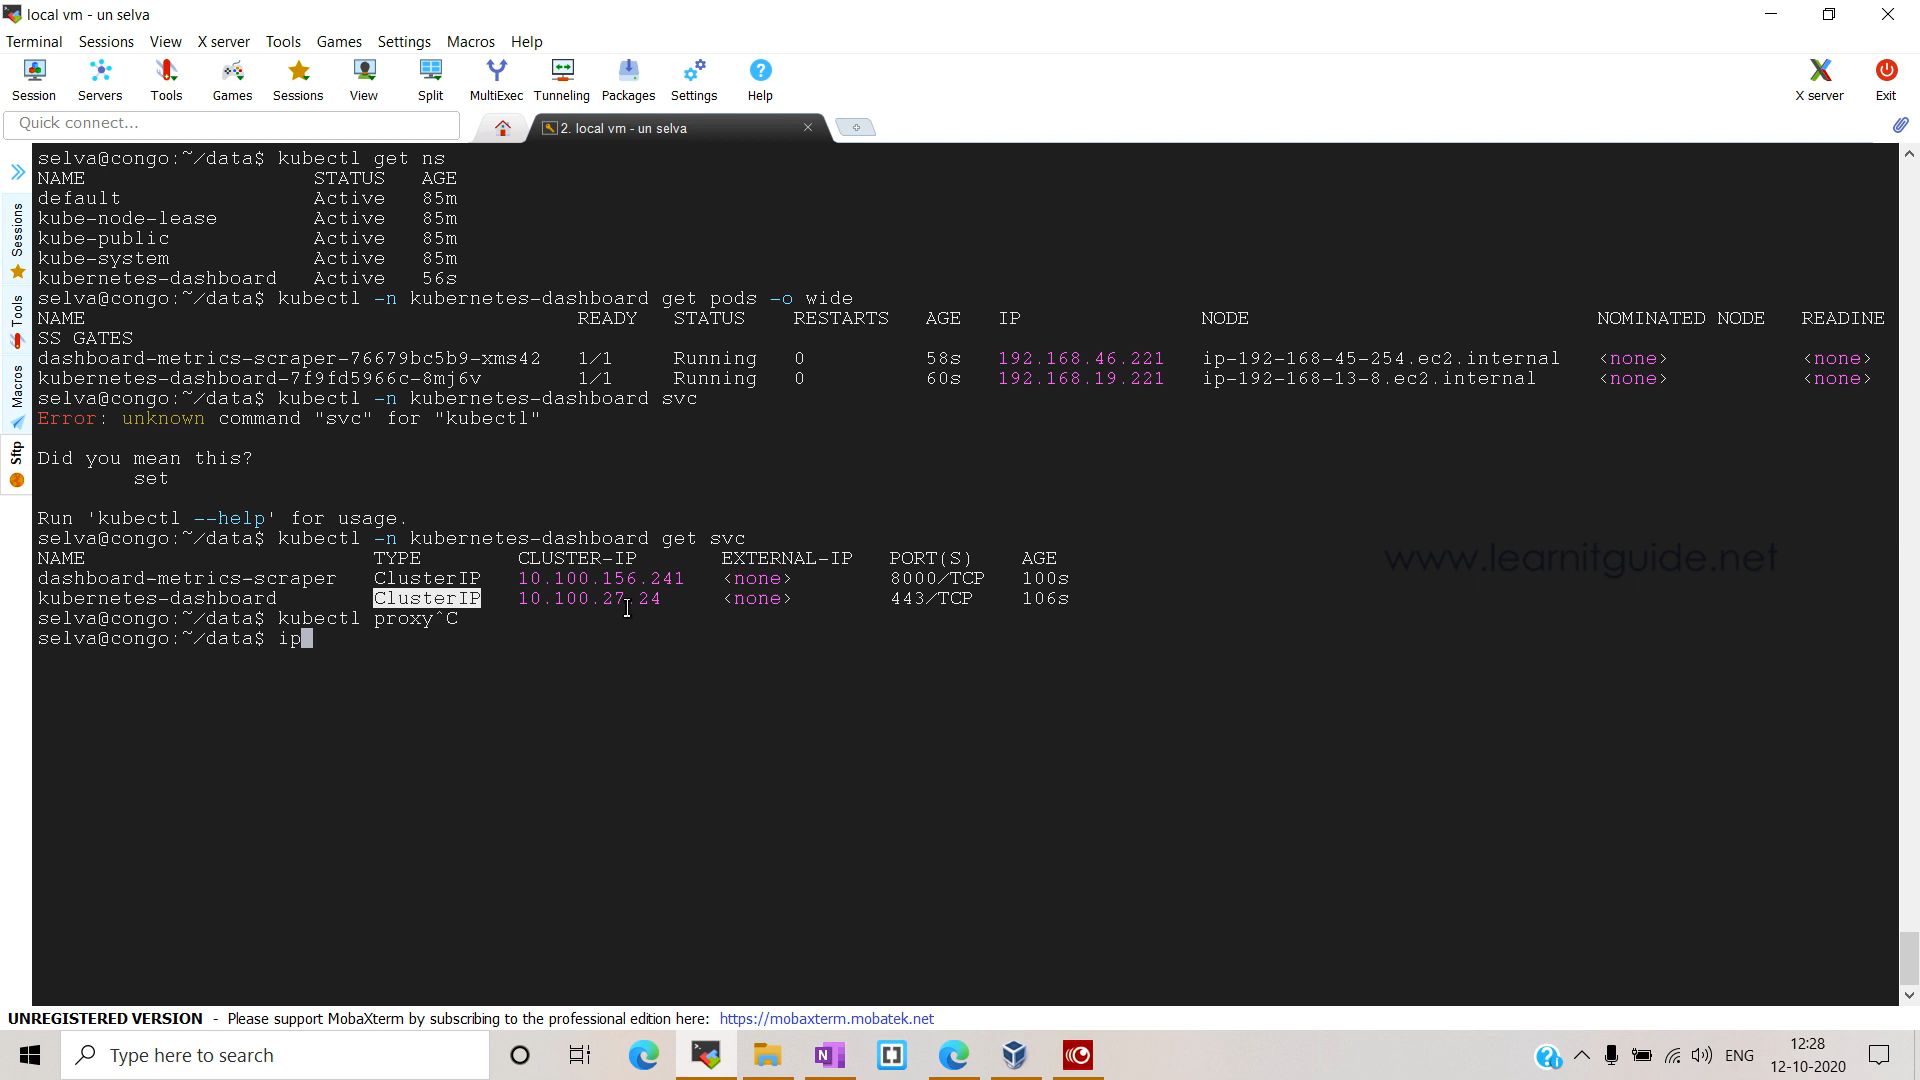 local vm - un selva
Terminal Sessions View X server Tools Games Settings Macros Help
Session Servers Tools Games Sessions View Split MultiExec Tunneling Packages Settings Help X server Exit
Quick connect...
2. local vm - un selva
Sessions
Tools
Macros
Sftp
selva@congo:~/data$ kubectl get ns
NAME STATUS AGE
default Active 85m
kube-node-lease Active 85m
kube-public Active 85m
kube-system Active 85m
kubernetes-dashboard Active 56s
selva@congo:~/data$ kubectl -n kubernetes-dashboard get pods -o wide
NAME READY STATUS RESTARTS AGE IP NODE NOMINATED NODE READINE
SS GATES
dashboard-metrics-scraper-76679bc5b9-xms42 1/1 Running 0 58s 192.168.46.221 ip-192-168-45-254.ec2.internal <none> <none>
kubernetes-dashboard-7f9fd5966c-8mj6v 1/1 Running 0 60s 192.168.19.221 ip-192-168-13-8.ec2.internal <none> <none>
selva@congo:~/data$ kubectl -n kubernetes-dashboard svc
Error: unknown command "svc" for "kubectl"
Did you mean this?
set
Run 'kubectl --help' for usage.
selva@congo:~/data$ kubectl -n kubernetes-dashboard get svc
NAME TYPE CLUSTER-IP EXTERNAL-IP PORT(S) AGE
dashboard-metrics-scraper ClusterIP 10.100.156.241 <none> 8000/TCP 100s
kubernetes-dashboard ClusterIP 10.100.27.24 <none> 443/TCP 106s
selva@congo:~/data$ kubectl proxy^C
selva@congo:~/data$ ip
www.learnitguide.net
UNREGISTERED VERSION - Please support MobaXterm by subscribing to the professional edition here: https://mobaxterm.mobatek.net
Type here to search
ENG
12:28
12-10-2020